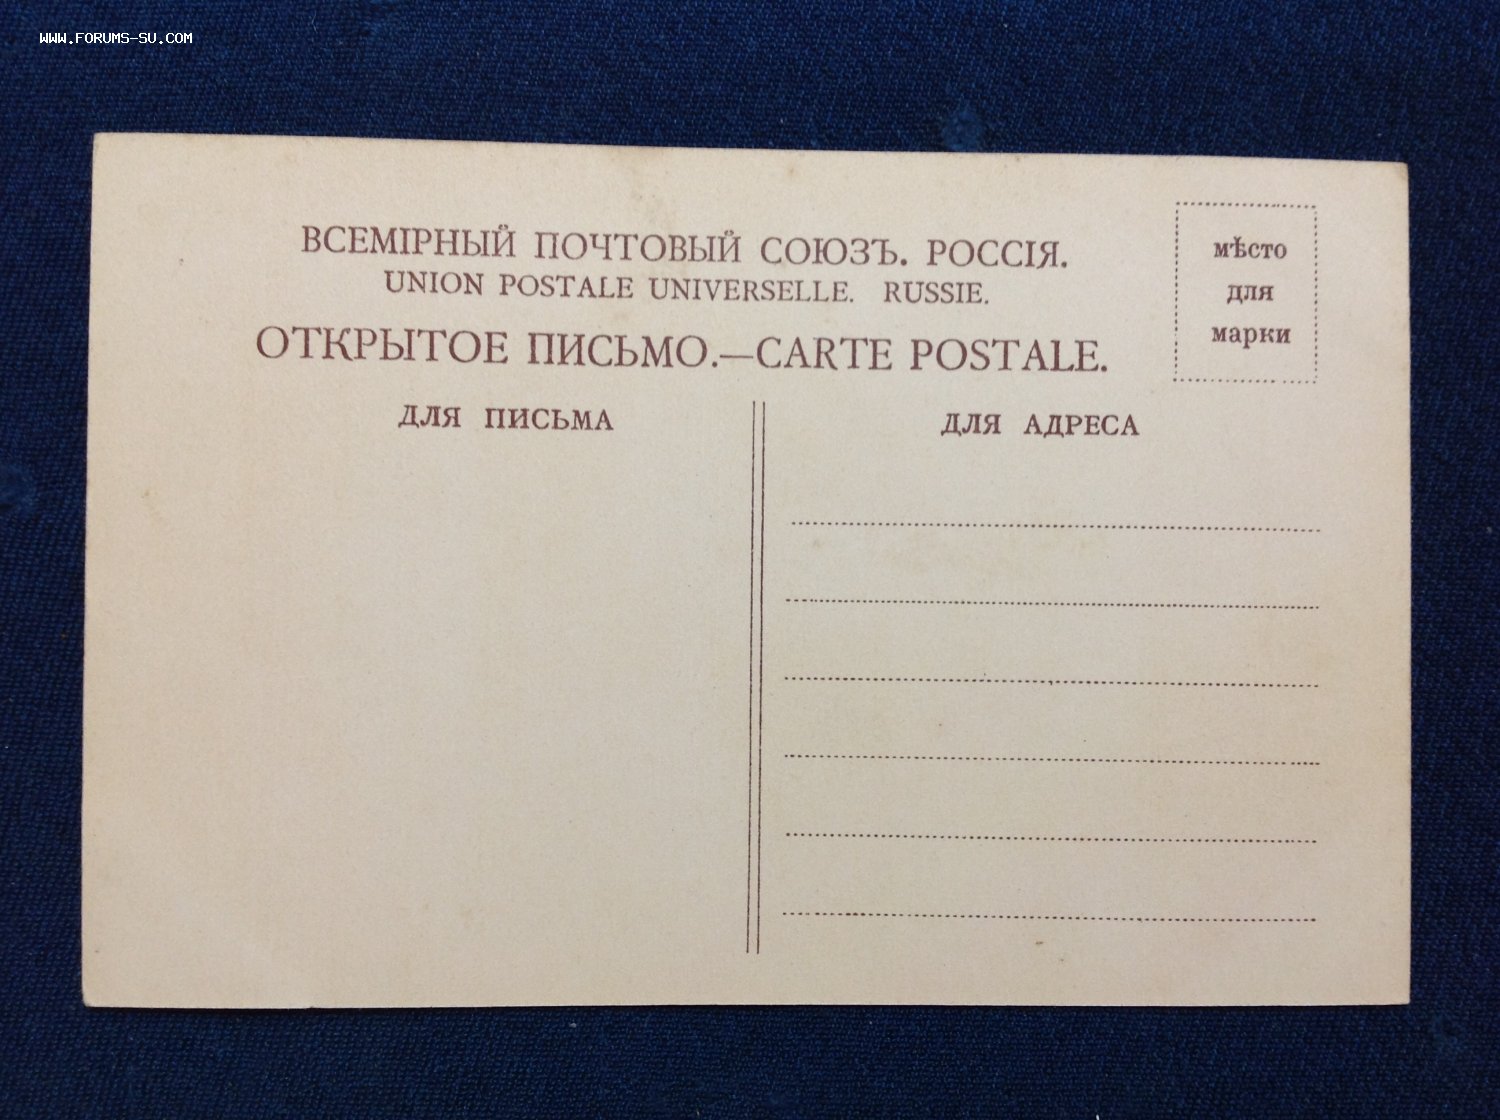 WWW.FORUMS-SU.COM
ВСЕМІРНЫЙ ПОЧТОВЫЙ СОЮЗЪ. РОССІЯ.
UNION POSTALE UNIVERSELLE. RUSSIE.
ОТКРЫТОЕ ПИСЬМО.—CARTE POSTALE.
мѣсто
для
марки
ДЛЯ ПИСЬМА
ДЛЯ АДРЕСА